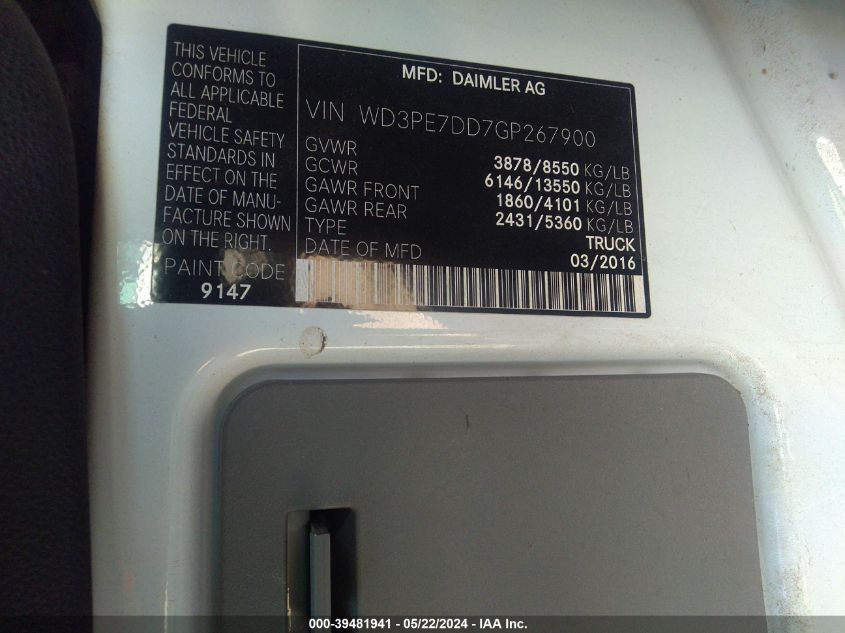 THIS VEHICLE
CONFORMS TO
ALL APPLICABLE
FEDERAL
VEHICLE SAFETY
STANDARDS IN
EFFECT ON THE
DATE OF MANU-
FACTURE SHOWN
ON THE RIGHT.
PAINT CODE
9147
MFD: DAIMLER AG
VIN WD3PE7DD7GP267900
GVWR 3878/8550 KG/LB
GCWR 6146/13550 KG/LB
GAWR FRONT 1860/4101 KG/LB
GAWR REAR 2431/5360 KG/LB
TYPE TRUCK
DATE OF MFD 03/2016
000-39481941 / 05/22/2024 - IAA Inc.